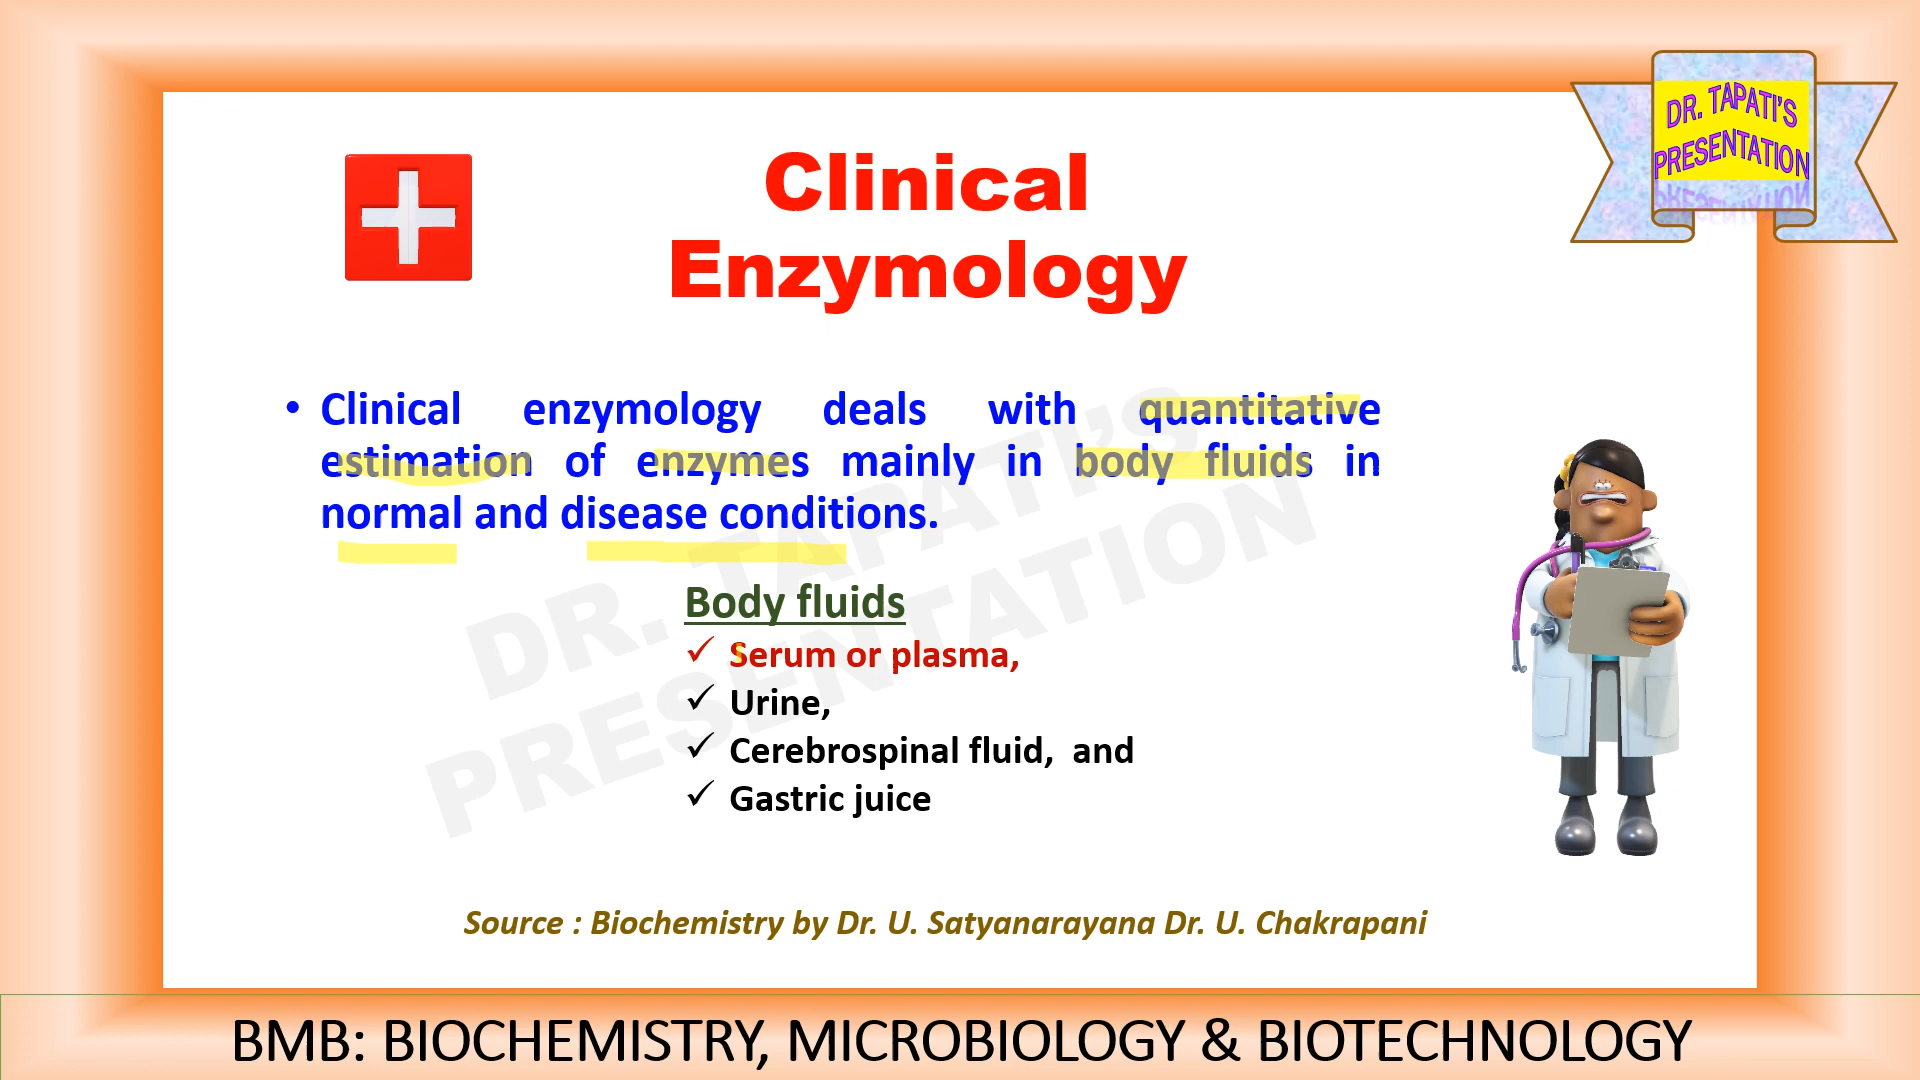 DR. TAPATI'S
PRESENTATION
Clinical
Enzymology
• Clinical enzymology deals with quantitative
estimation of enzymes mainly in body fluids in
normal and disease conditions.
DR. TAPATI'S
PRESENTATION
Body fluids
✓ Serum or plasma,
✓ Urine,
✓ Cerebrospinal fluid, and
✓ Gastric juice
Source : Biochemistry by Dr. U. Satyanarayana Dr. U. Chakrapani
BMB: BIOCHEMISTRY, MICROBIOLOGY & BIOTECHNOLOGY